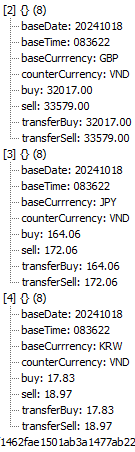 [2] {} (8)
baseDate: 20241018
baseTime: 083622
baseCurrrency: GBP
counterCurrency: VND
buy: 32017.00
sell: 33579.00
transferBuy: 32017.00
transferSell: 33579.00
[3] {} (8)
baseDate: 20241018
baseTime: 083622
baseCurrrency: JPY
counterCurrency: VND
buy: 164.06
sell: 172.06
transferBuy: 164.06
transferSell: 172.06
[4] {} (8)
baseDate: 20241018
baseTime: 083622
baseCurrrency: KRW
counterCurrency: VND
buy: 17.83
sell: 18.97
transferBuy: 17.83
transferSell: 18.97
1462fae1501ab3a1477ab22